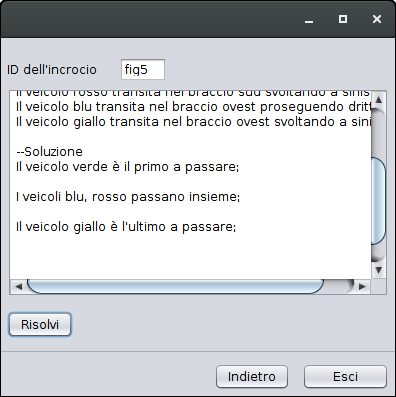 ID dell'incrocio fig5
Il veicolo rosso transita nel braccio sud svoltando a sinis
Il veicolo blu transita nel braccio ovest proseguendo dritt
Il veicolo giallo transita nel braccio ovest svoltando a sini
--Soluzione
Il veicolo verde è il primo a passare;
I veicoli blu, rosso passano insieme;
Il veicolo giallo è l'ultimo a passare;
Risolvi
Indietro Esci